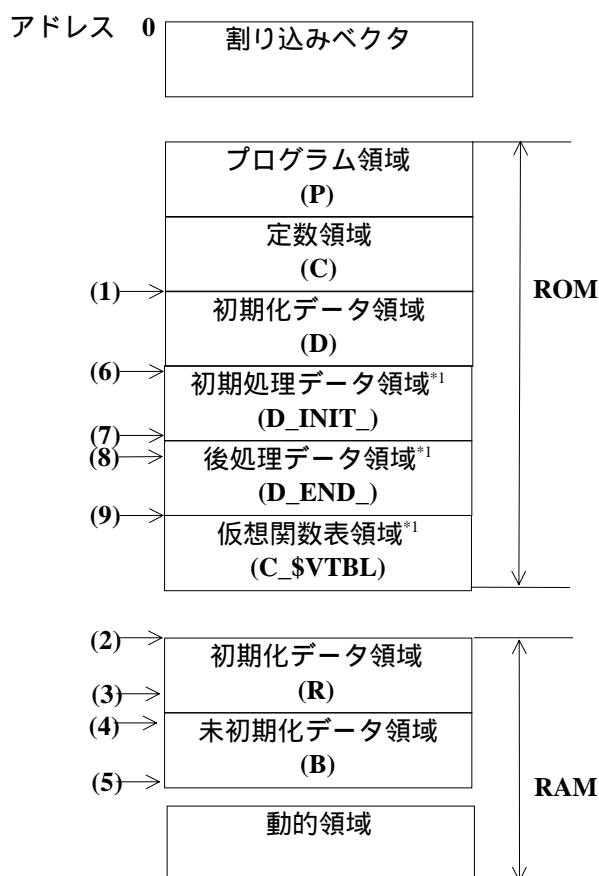 アドレス 0
割り込みベクタ
プログラム領域
(P)
定数領域
(C)
(1)
ROM
初期化データ領域
(D)
(6)
初期処理データ領域*1
(D_INIT_)
(7)
(8)
後処理データ領域*1
(D_END_)
(9)
仮想関数表領域*1
(C_$VTBL)
(2)
初期化データ領域
(R)
(3)
(4)
未初期化データ領域
(B)
(5)
RAM
動的領域